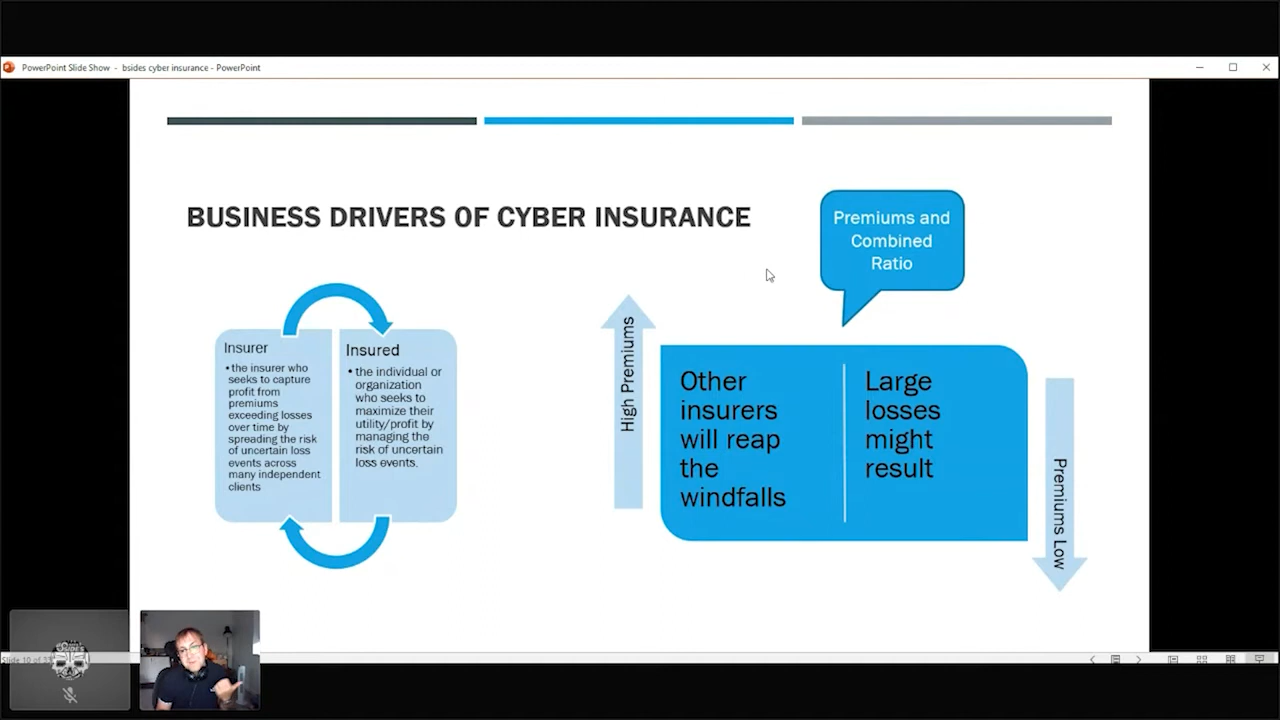 PowerPoint Slide Show - bsides cyber insurance - PowerPoint
BUSINESS DRIVERS OF CYBER INSURANCE
Premiums and
Combined
Ratio
Insurer
• the insurer who
seeks to capture
profit from
premiums
exceeding losses
over time by
spreading the risk
of uncertain loss
events across
many independent
clients
Insured
• the individual or
organization
who seeks to
maximize their
utility/profit by
managing the
risk of uncertain
loss events.
High Premiums
Other
insurers
will reap
the
windfalls
Large
losses
might
result
Premiums Low
Slide 10 of